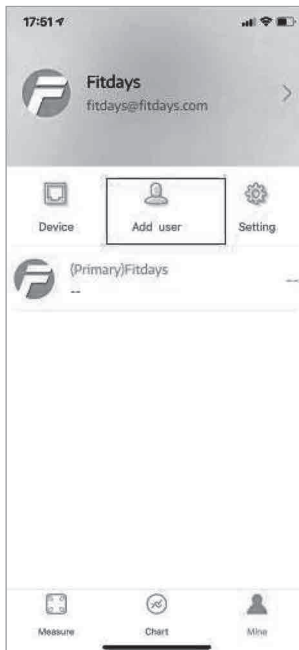 17:51
Fitdays
fitdays@fitdays.com
Device Add user Setting
(Primary)Fitdays
-- --
Measure Chart Mine